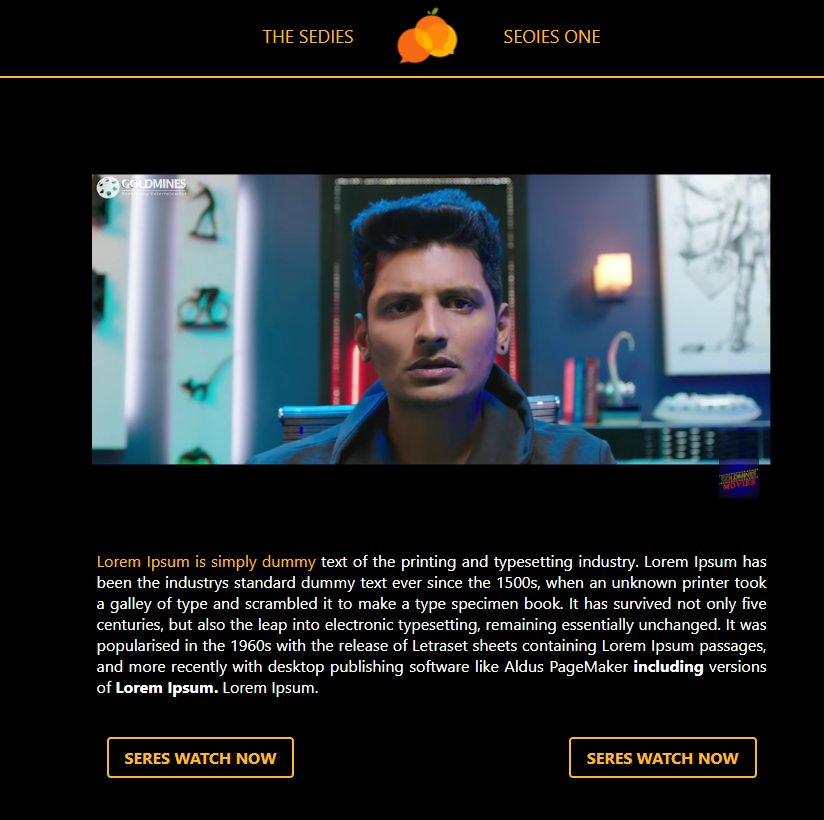 THE SEDIES
SEOIES ONE
GOLDMINES
Lorem Ipsum is simply dummy text of the printing and typesetting industry. Lorem Ipsum has
been the industrys standard dummy text ever since the 1500s, when an unknown printer took
a galley of type and scrambled it to make a type specimen book. It has survived not only five
centuries, but also the leap into electronic typesetting, remaining essentially unchanged. It was
popularised in the 1960s with the release of Letraset sheets containing Lorem Ipsum passages,
and more recently with desktop publishing software like Aldus PageMaker including versions
of Lorem Ipsum. Lorem Ipsum.
SERES WATCH NOW
SERES WATCH NOW